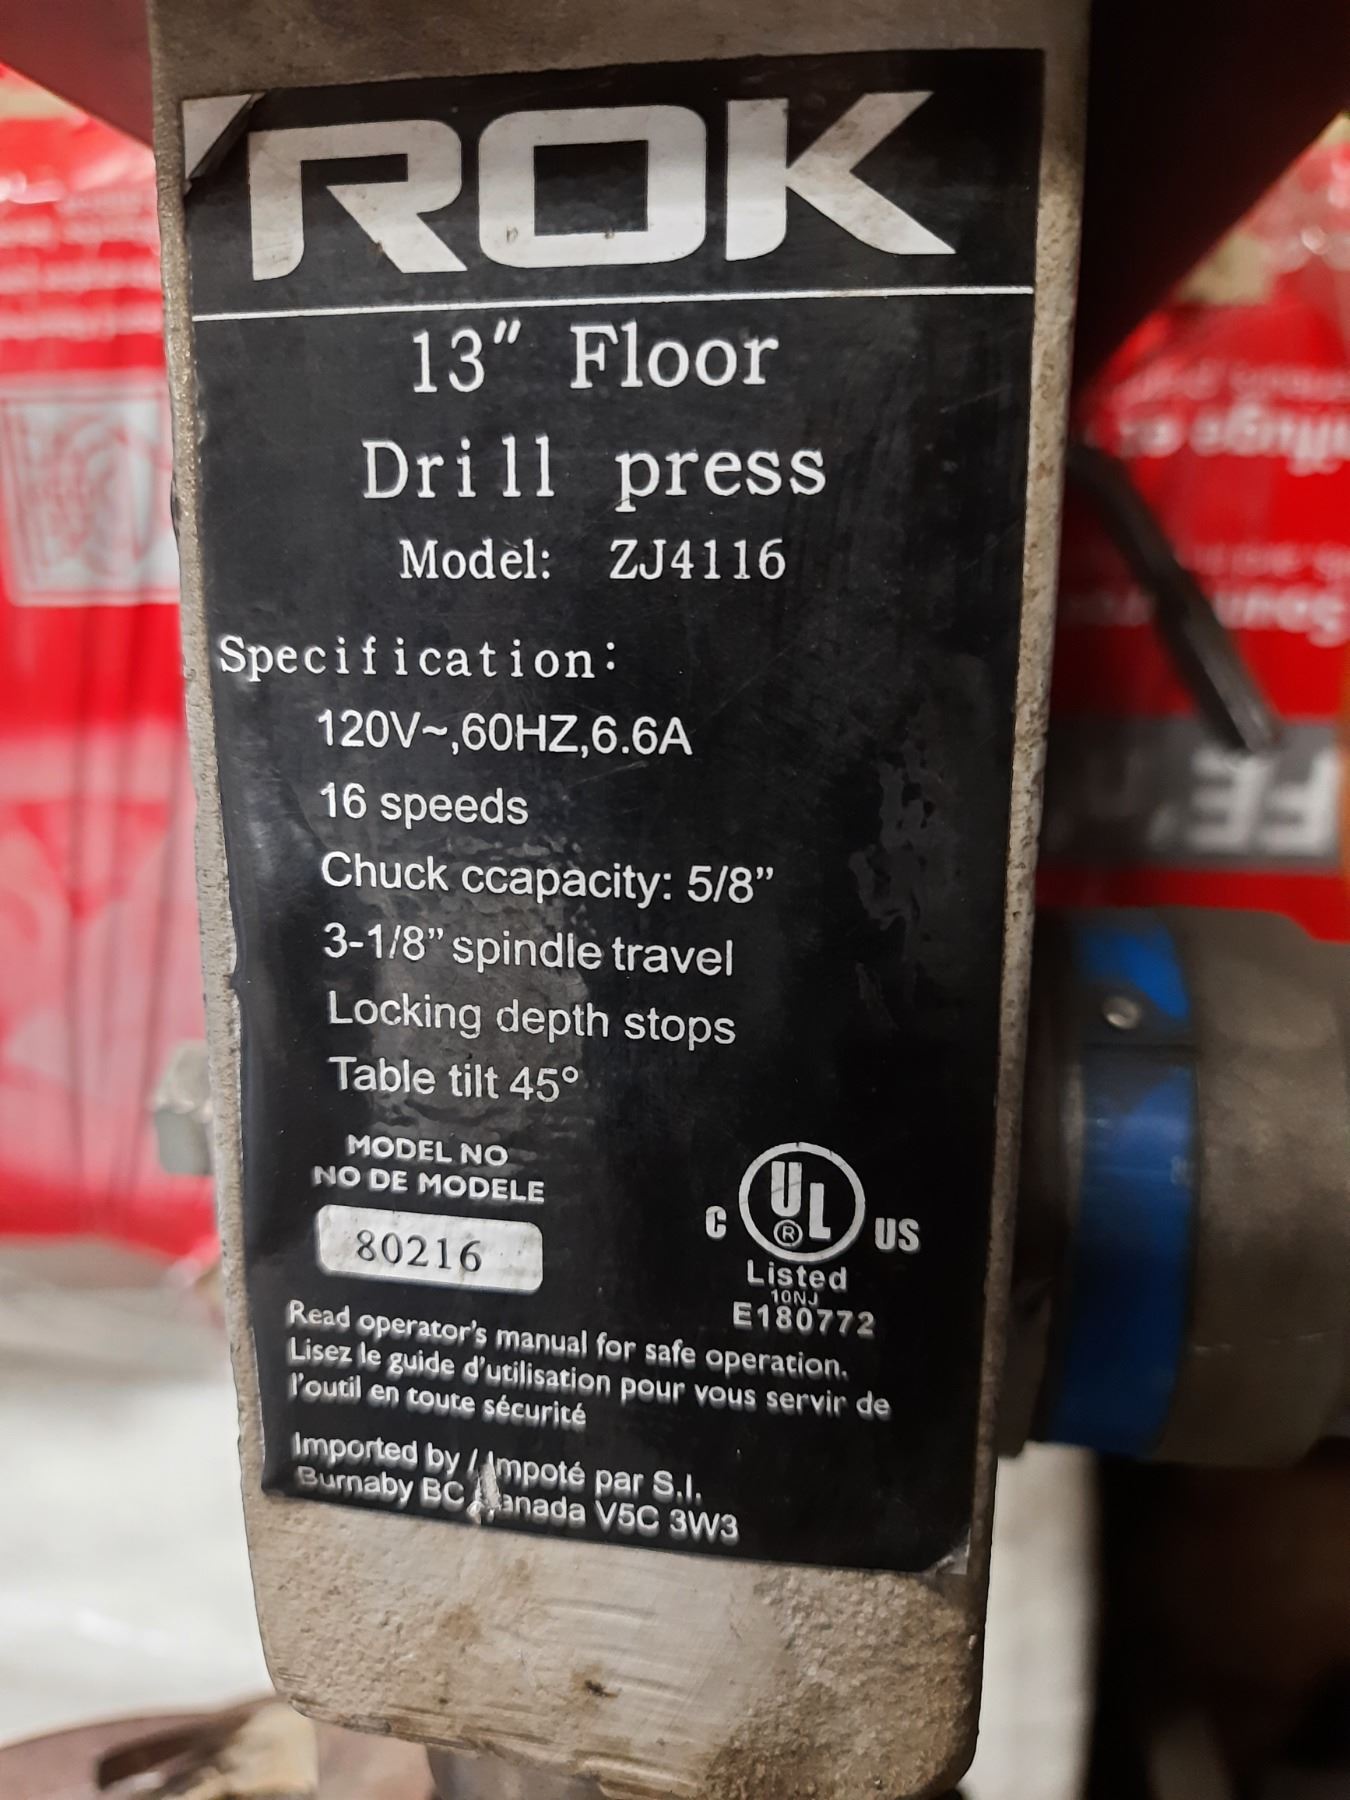 ROK
13" Floor
Drill press
Model: ZJ4116
Specification:
120V~,60HZ,6.6A
16 speeds
Chuck ccapacity: 5/8”
3-1/8” spindle travel
Locking depth stops
Table tilt 45°
MODEL NO
NO DE MODELE
80216
C UL ® US
Listed
10NJ
E180772
Read operator's manual for safe operation.
Lisez le guide d'utilisation pour vous servir de
l'outil en toute sécurité
Imported by / Impoté par S.I.
Burnaby BC Canada V5C 3W3